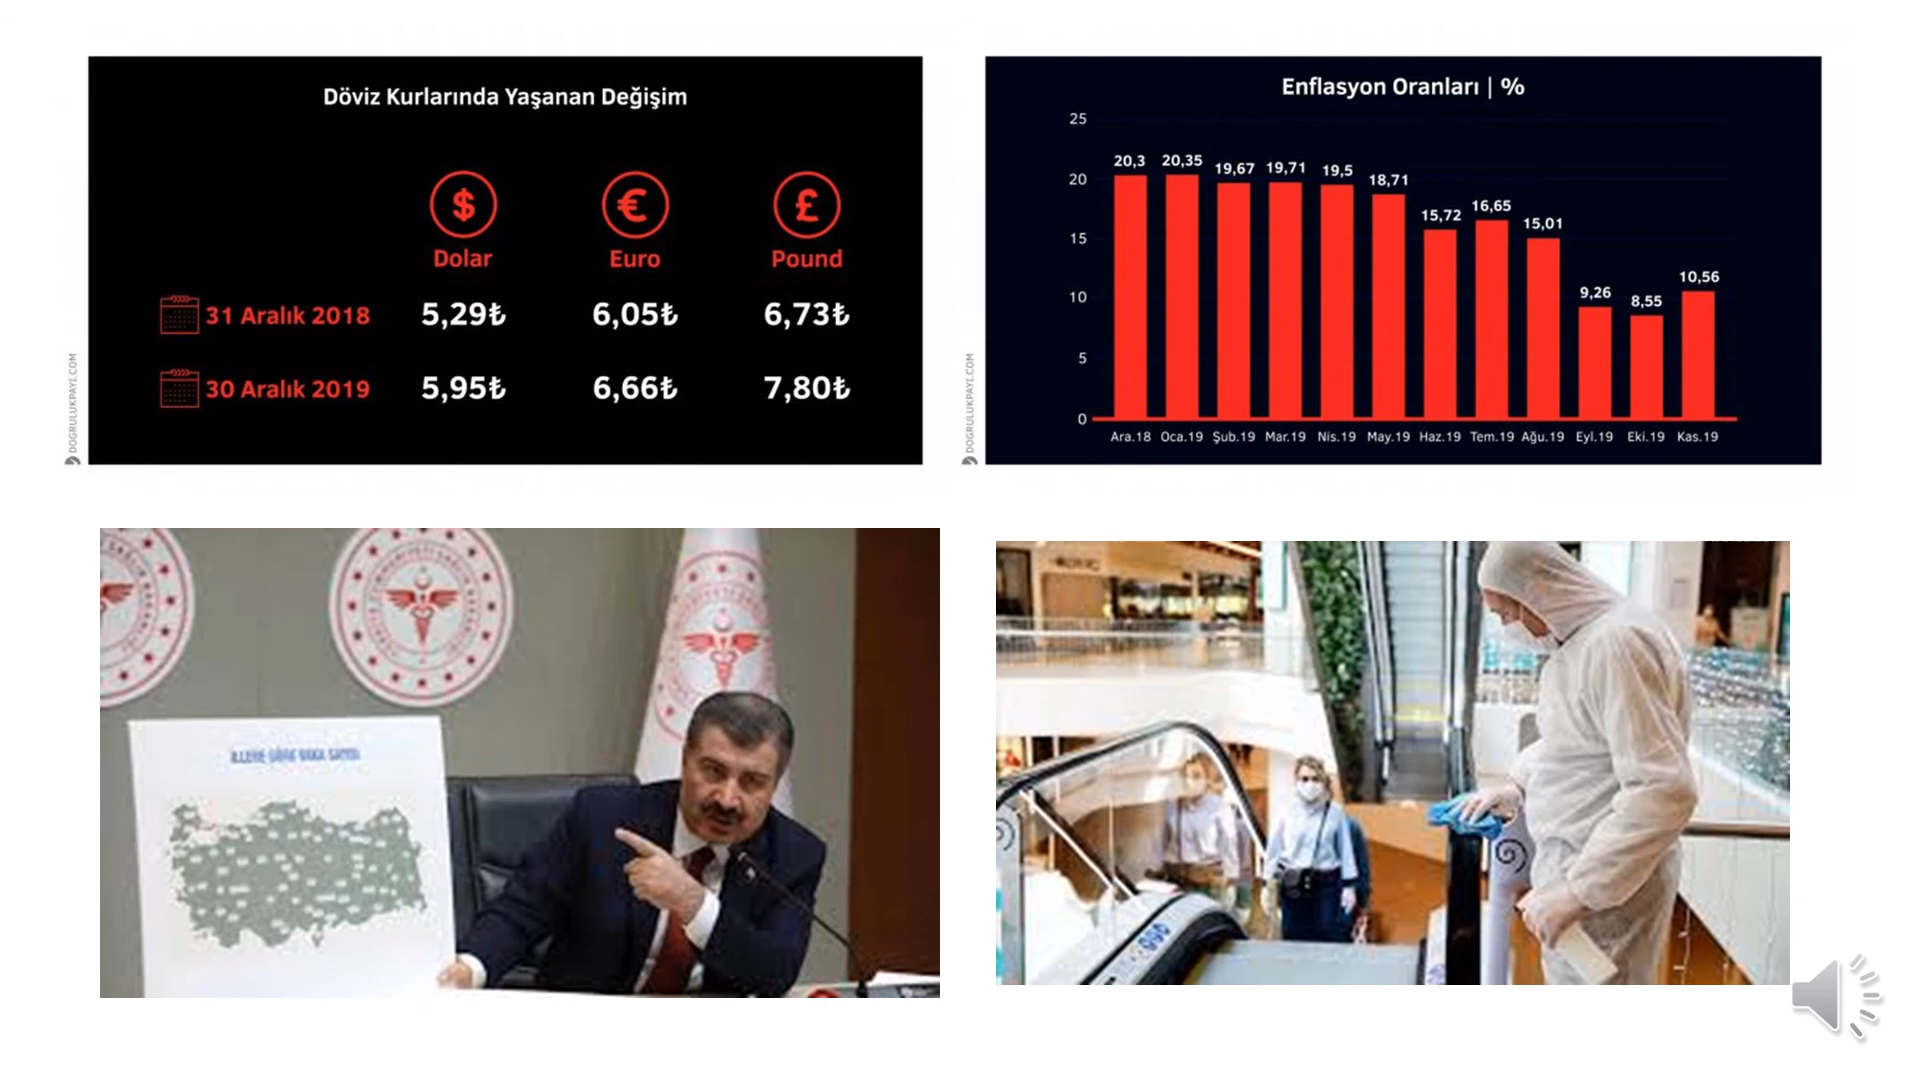 Döviz Kurlarında Yaşanan Değişim
$ € £
Dolar Euro Pound
31 Aralık 2018 5,29₺ 6,05₺ 6,73₺
30 Aralık 2019 5,95₺ 6,66₺ 7,80₺
DOGRULUKPAYI.COM
Enflasyon Oranları | %
25
20
15
10
5
0
20,3 20,35 19,67 19,71 19,5 18,71 15,72 16,65 15,01 9,26 8,55 10,56
Ara.18 Oca.19 Şub.19 Mar.19 Nis.19 May.19 Haz.19 Tem.19 Ağu.19 Eyl.19 Eki.19 Kas.19
DOGRULUKPAYI.COM
İLLERE GÖRE VAKA SAYISI